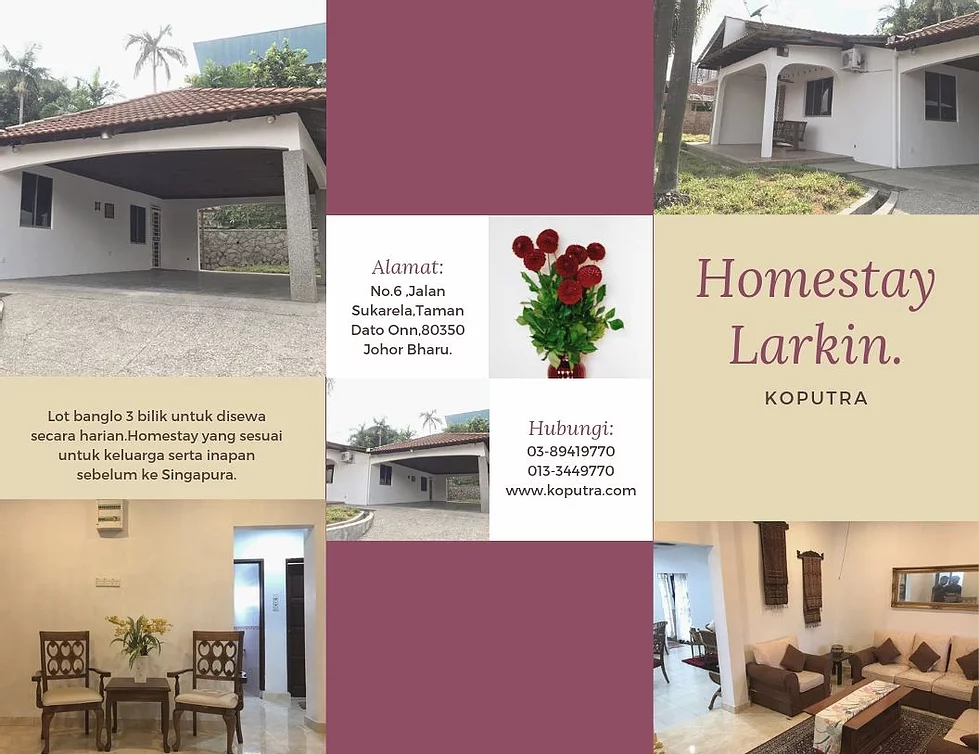 Lot banglo 3 bilik untuk disewa
secara harian.Homestay yang sesuai
untuk keluarga serta inapan
sebelum ke Singapura.
Alamat:
No.6 ,Jalan
Sukarela,Taman
Dato Onn,80350
Johor Bharu.
Hubungi:
03-89419770
013-3449770
www.koputra.com
Homestay
Larkin.
KOPUTRA